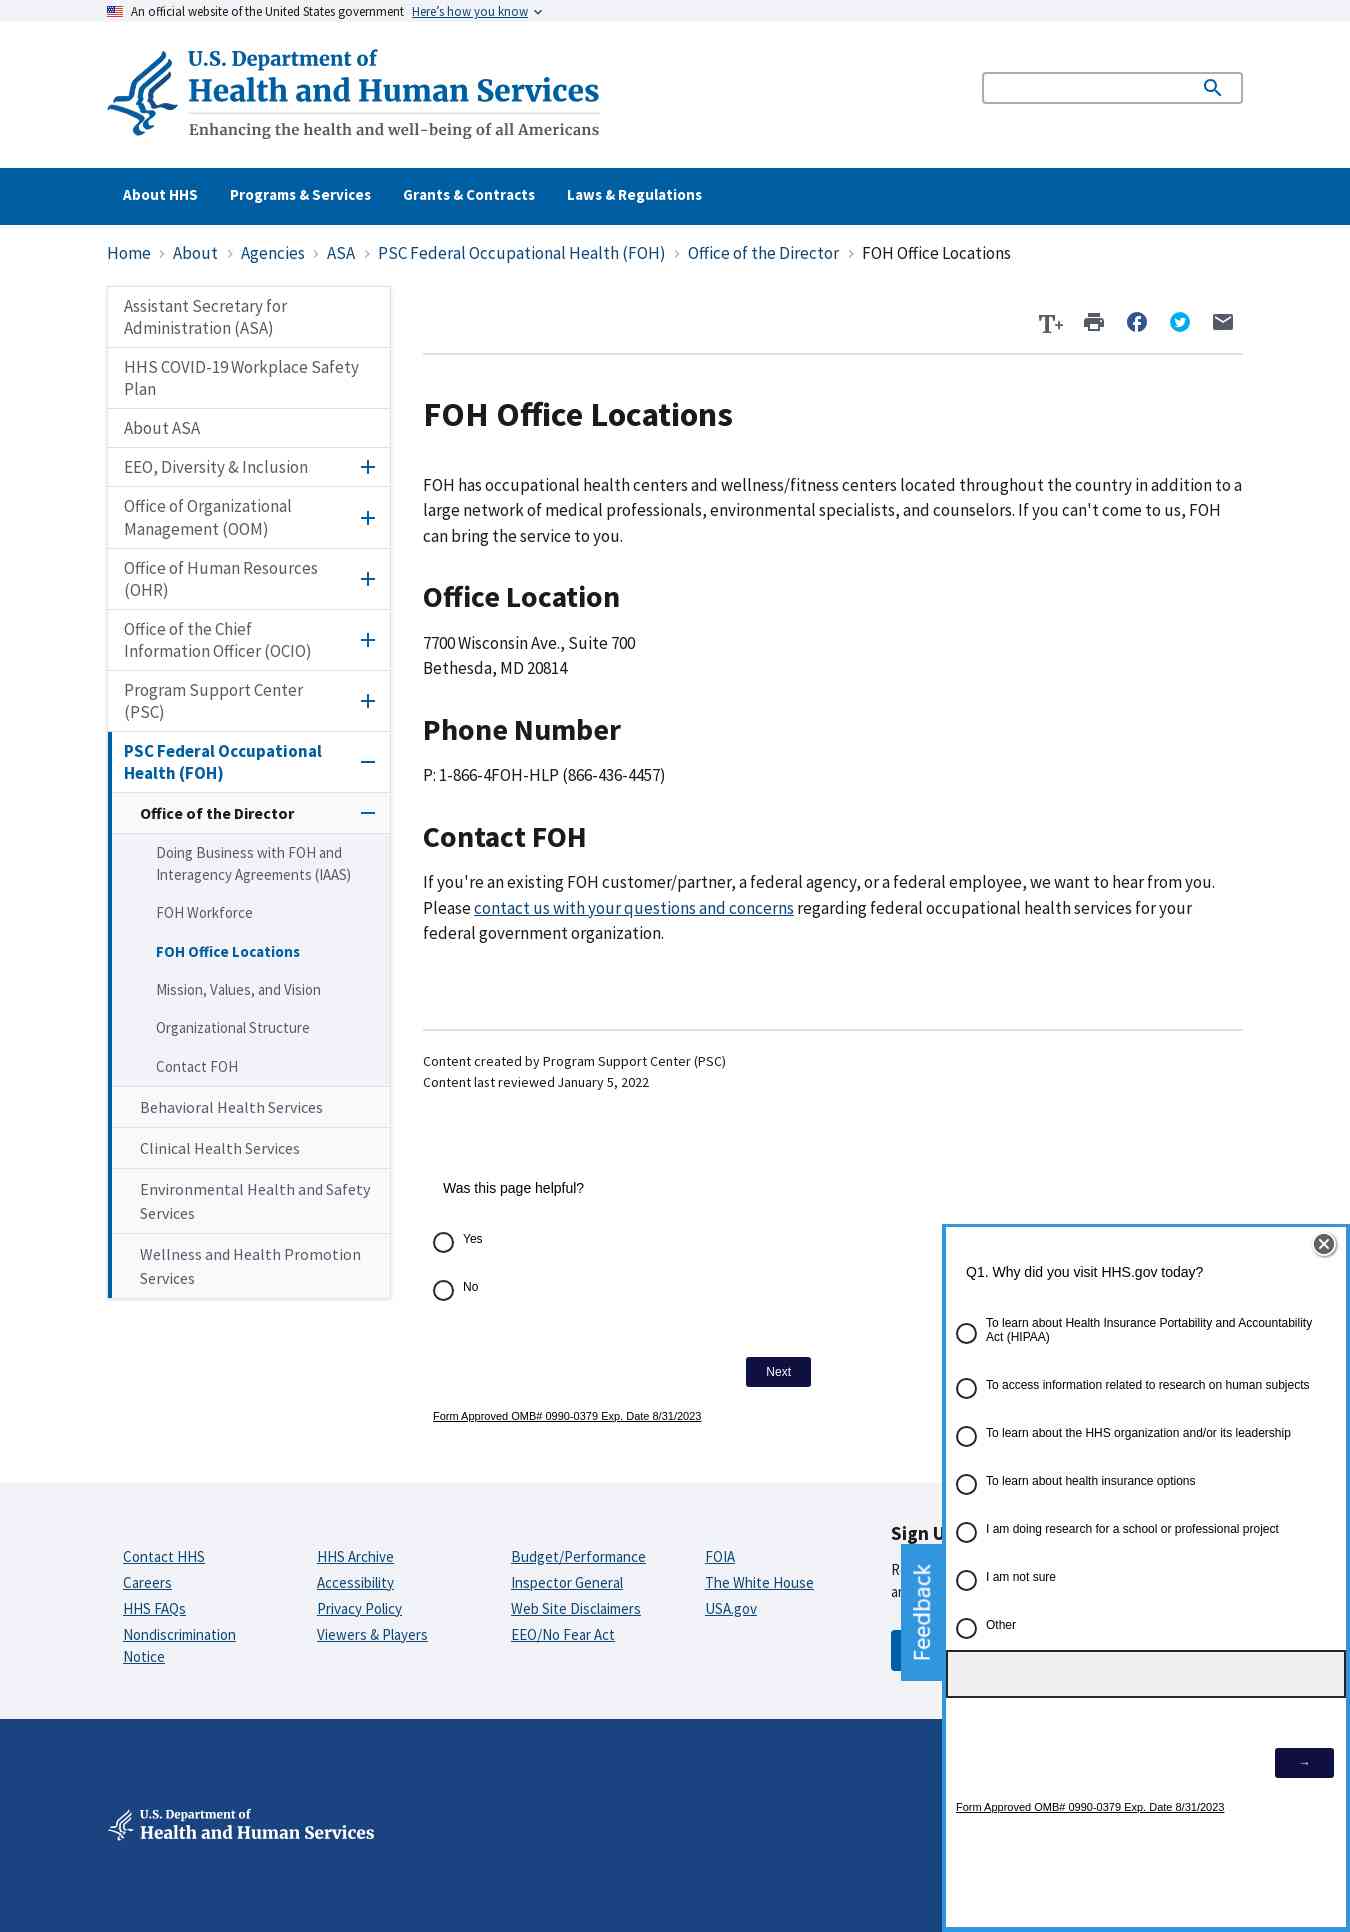 An official website of the United States government Here's how you know
U.S. Department of
Health and Human Services
Enhancing the health and well-being of all Americans
About HHS Programs & Services Grants & Contracts Laws & Regulations
Home > About > Agencies > ASA > PSC Federal Occupational Health (FOH) > Office of the Director > FOH Office Locations
Assistant Secretary for
Administration (ASA)
HHS COVID-19 Workplace Safety
Plan
About ASA
EEO, Diversity & Inclusion
Office of Organizational
Management (OOM)
Office of Human Resources
(OHR)
Office of the Chief
Information Officer (OCIO)
Program Support Center
(PSC)
PSC Federal Occupational
Health (FOH)
Office of the Director
Doing Business with FOH and
Interagency Agreements (IAAS)
FOH Workforce
FOH Office Locations
Mission, Values, and Vision
Organizational Structure
Contact FOH
Behavioral Health Services
Clinical Health Services
Environmental Health and Safety
Services
Wellness and Health Promotion
Services
T+
FOH Office Locations
FOH has occupational health centers and wellness/fitness centers located throughout the country in addition to a
large network of medical professionals, environmental specialists, and counselors. If you can't come to us, FOH
can bring the service to you.
Office Location
7700 Wisconsin Ave., Suite 700
Bethesda, MD 20814
Phone Number
P: 1-866-4FOH-HLP (866-436-4457)
Contact FOH
If you're an existing FOH customer/partner, a federal agency, or a federal employee, we want to hear from you.
Please contact us with your questions and concerns regarding federal occupational health services for your
federal government organization.
Content created by Program Support Center (PSC)
Content last reviewed January 5, 2022
Was this page helpful?
Yes
No
Next
Form Approved OMB# 0990-0379 Exp. Date 8/31/2023
Q1. Why did you visit HHS.gov today?
To learn about Health Insurance Portability and Accountability
Act (HIPAA)
To access information related to research on human subjects
To learn about the HHS organization and/or its leadership
To learn about health insurance options
I am doing research for a school or professional project
I am not sure
Other
→
Form Approved OMB# 0990-0379 Exp. Date 8/31/2023
Feedback
Contact HHS
Careers
HHS FAQs
Nondiscrimination
Notice
HHS Archive
Accessibility
Privacy Policy
Viewers & Players
Budget/Performance
Inspector General
Web Site Disclaimers
EEO/No Fear Act
FOIA
The White House
USA.gov
Sign
U.S. Department of
Health and Human Services